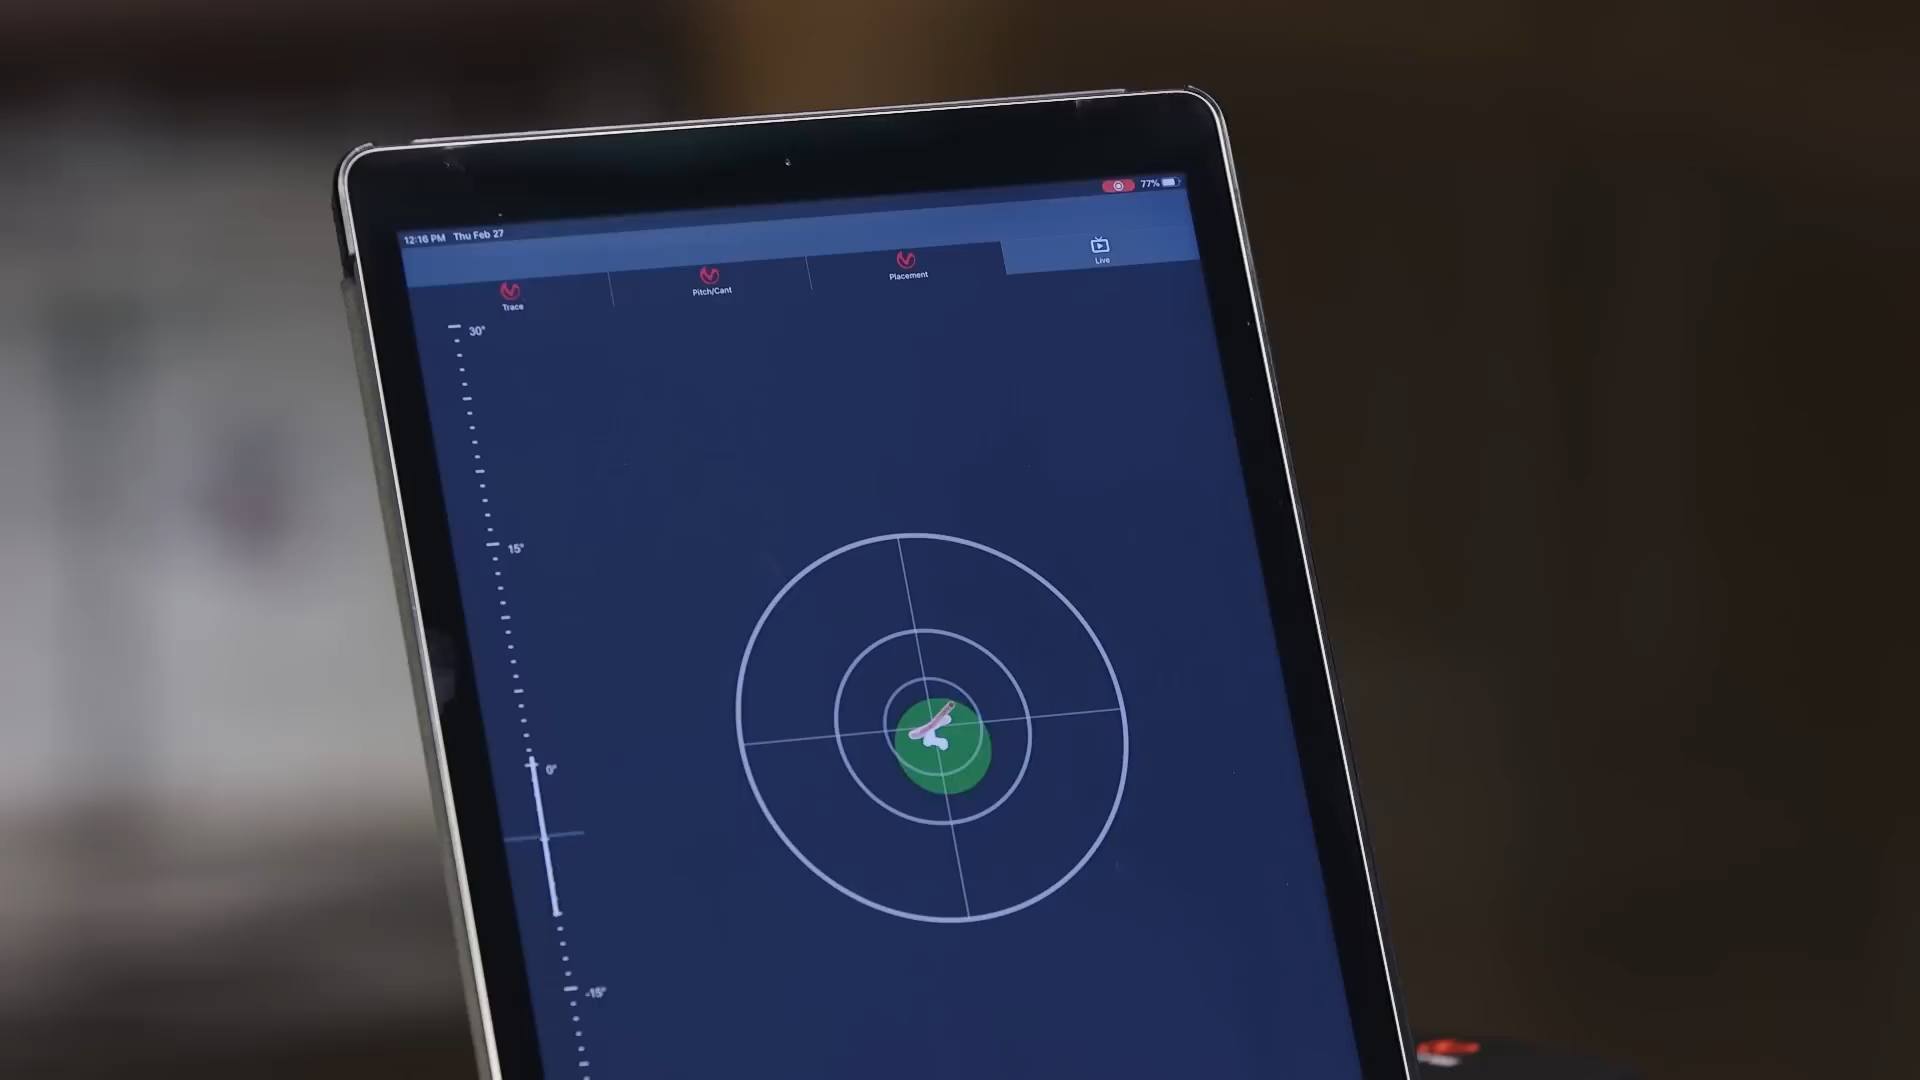 12:16 PM Thu Feb 27
77%
Trace
Pitch/Cant
Placement
Live
30°
15°
0°
-15°